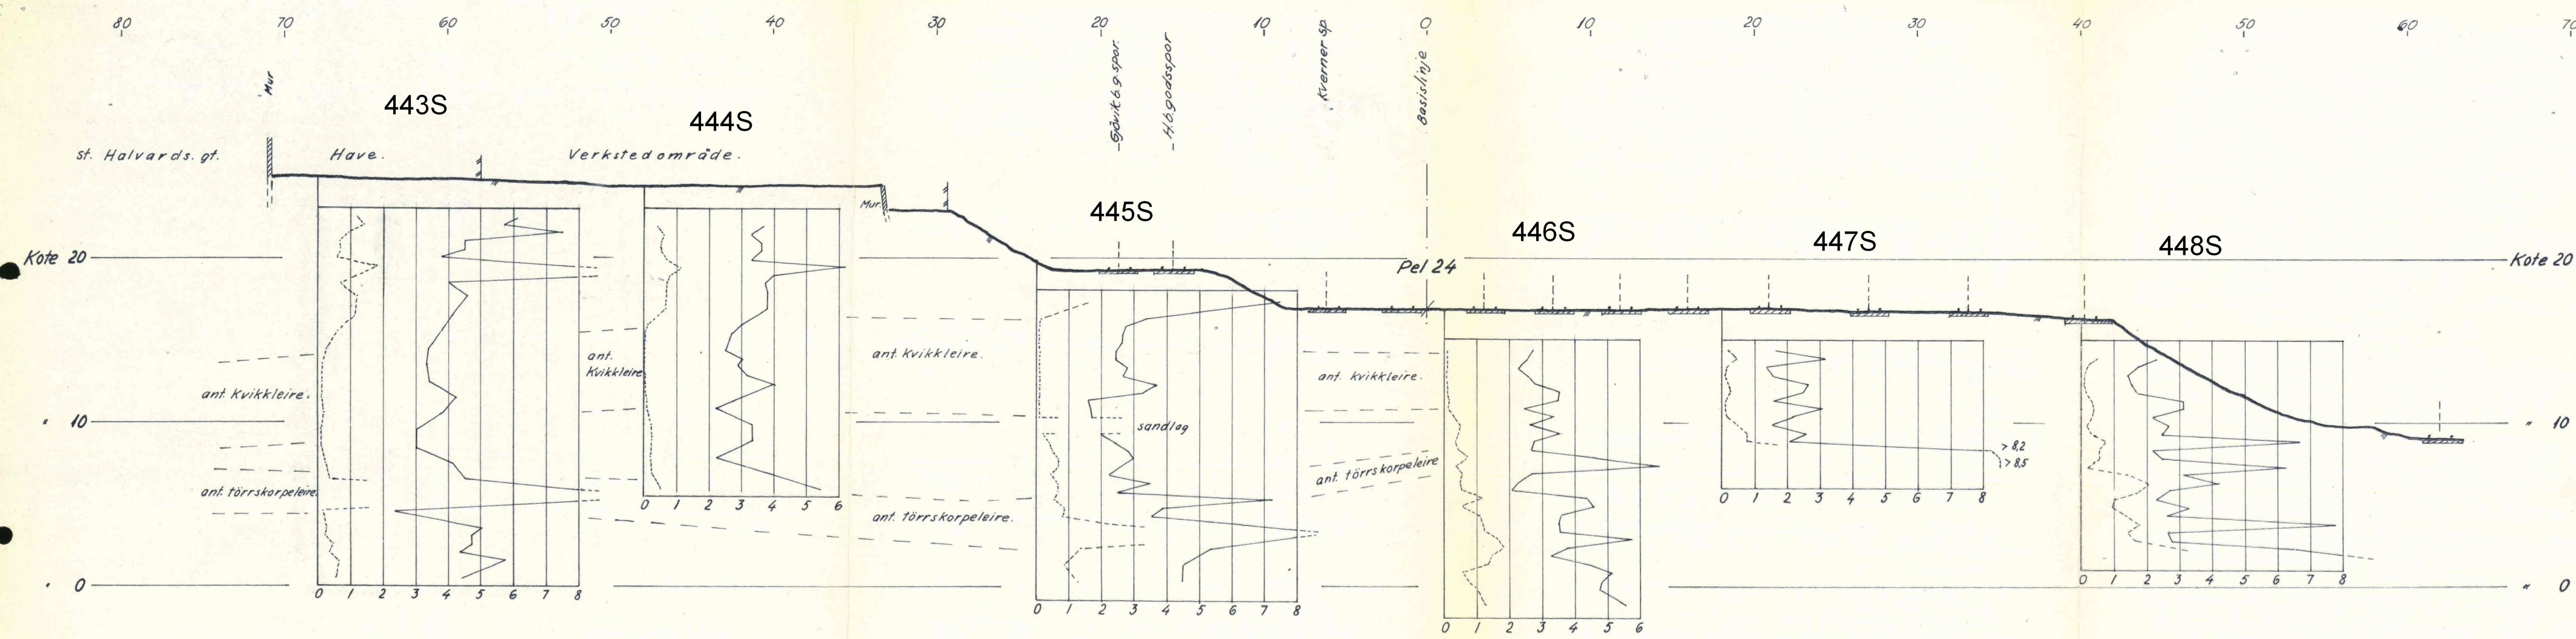 80 70 60 50 40 30 20 10 0 10 20 30 40 50 60 70
Mur
Gjövik b. g. spor.
H b. godsspor
Kverner sp.
Basislinje
443S
444S
st. Halvards. gt.
Have.
Verkstedområde.
Mur.
445S
446S
447S
448S
Kote 20
Pel 24
Kote 20
ant. Kvikkleire.
ant. Kvikkleire
ant. kvikkleire.
ant. kvikkleire.
" 10
sandlag
" 10
> 8,2
> 8,5
ant. törrskorpeleire.
ant. törrskorpeleire.
ant. törrskorpeleire
" 0
" 0
0 1 2 3 4 5 6 7 8
0 1 2 3 4 5 6
0 1 2 3 4 5 6 7 8
0 1 2 3 4 5 6
0 1 2 3 4 5 6 7 8
0 1 2 3 4 5 6 7 8